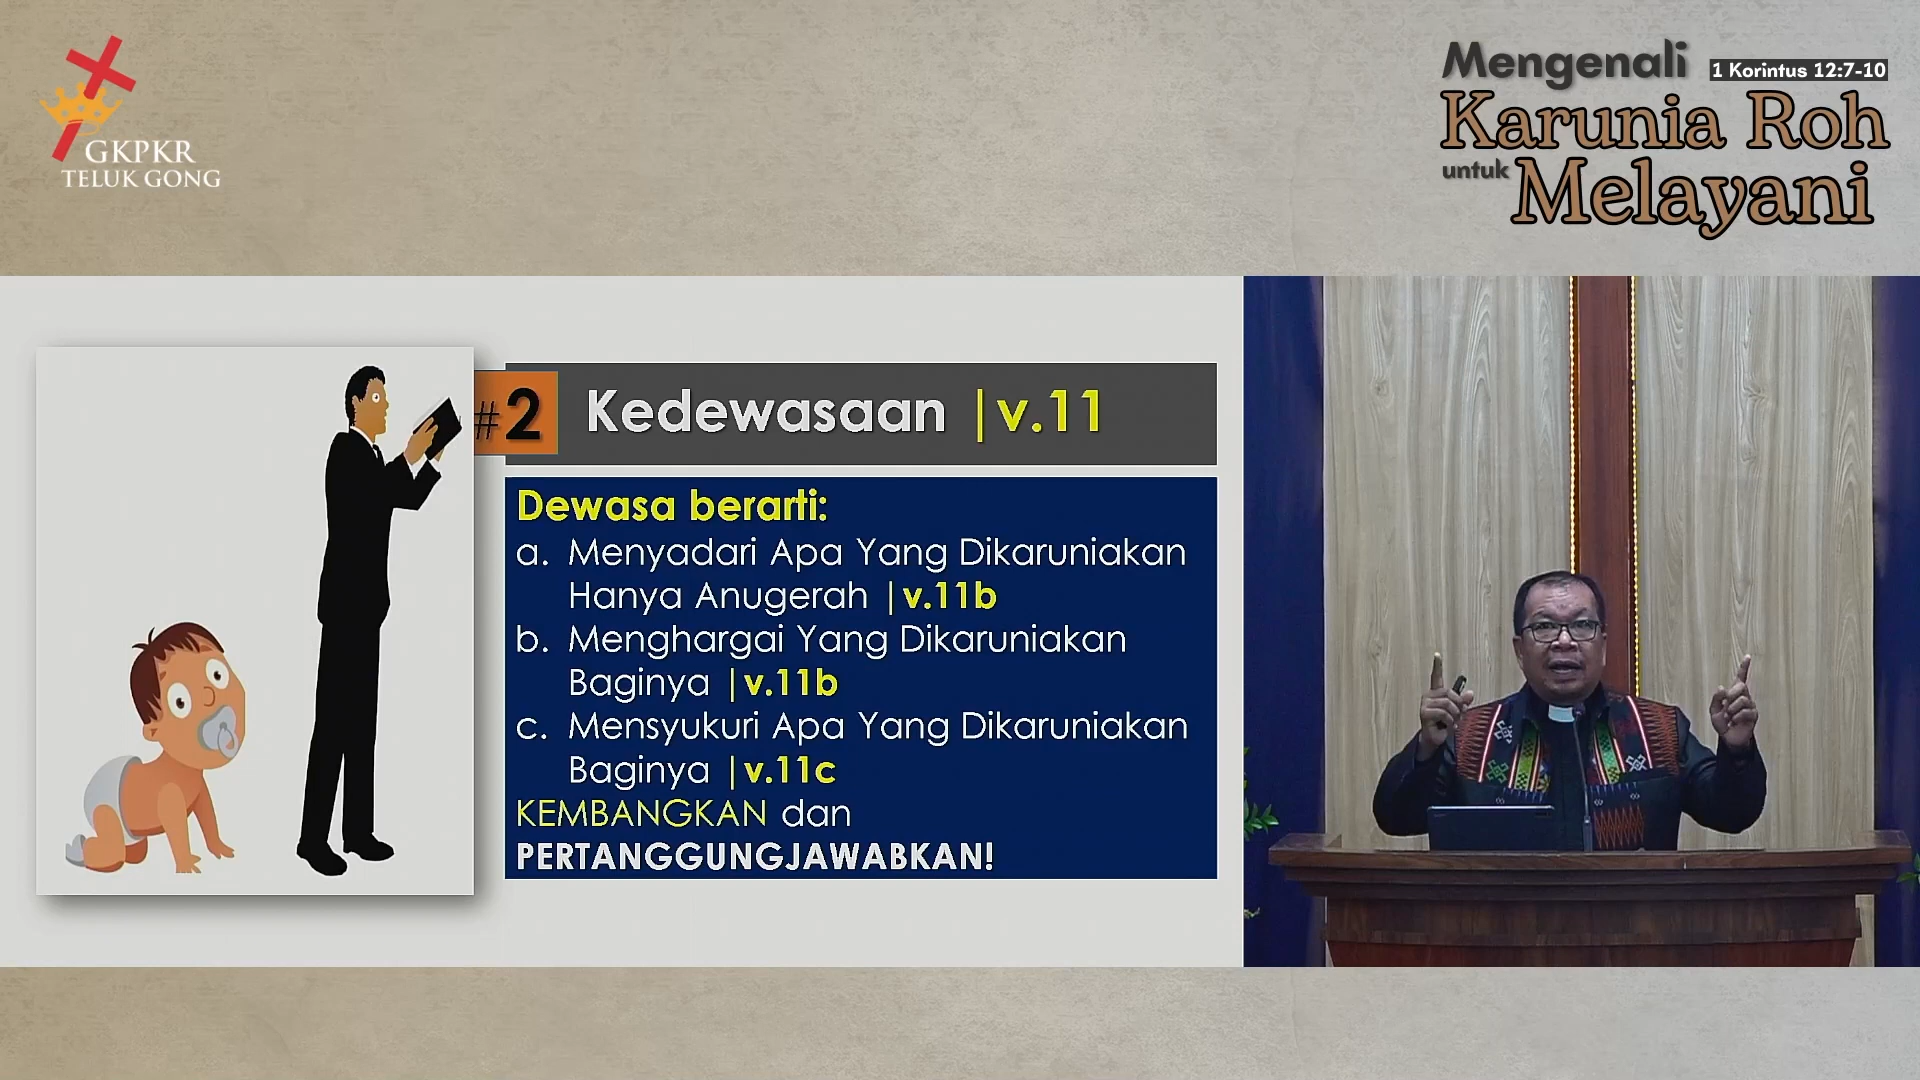 GKPKR
TELUK GONG
Mengenali 1 Korintus 12:7-10
Karunia Roh
untuk Melayani
#2 Kedewasaan |v.11
Dewasa berarti:
a. Menyadari Apa Yang Dikaruniakan
Hanya Anugerah |v.11b
b. Menghargai Yang Dikaruniakan
Baginya |v.11b
c. Mensyukuri Apa Yang Dikaruniakan
Baginya |v.11c
KEMBANGKAN dan
PERTANGGUNGJAWABKAN!